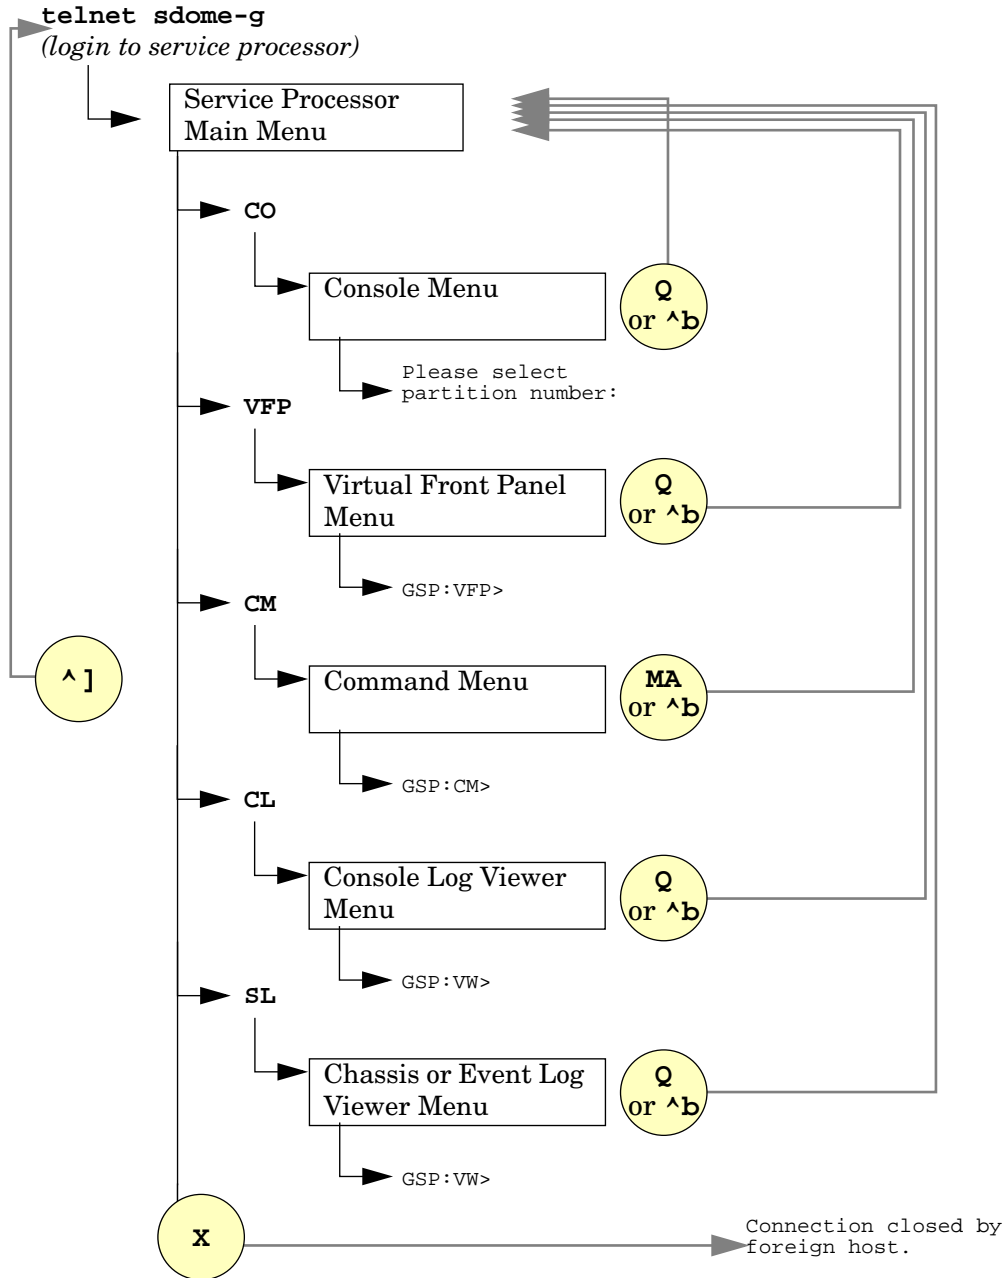 telnet sdome-g
(login to service processor)
Service Processor
Main Menu
CO
Console Menu
Q
or ^b
Please select
partition number:
VFP
Virtual Front Panel
Menu
Q
or ^b
GSP:VFP>
CM
^]
Command Menu
MA
or ^b
GSP:CM>
CL
Console Log Viewer
Menu
Q
or ^b
GSP:VW>
SL
Chassis or Event Log
Viewer Menu
Q
or ^b
GSP:VW>
X
Connection closed by
foreign host.